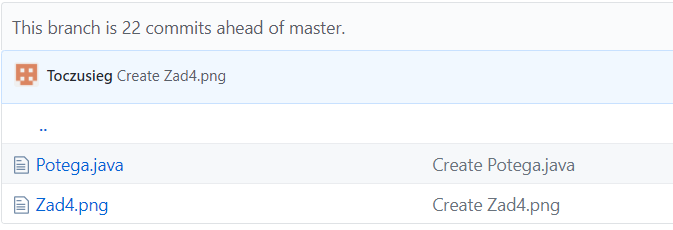 This branch is 22 commits ahead of master.
Toczusieg Create Zad4.png
..
Potega.java Create Potega.java
Zad4.png Create Zad4.png